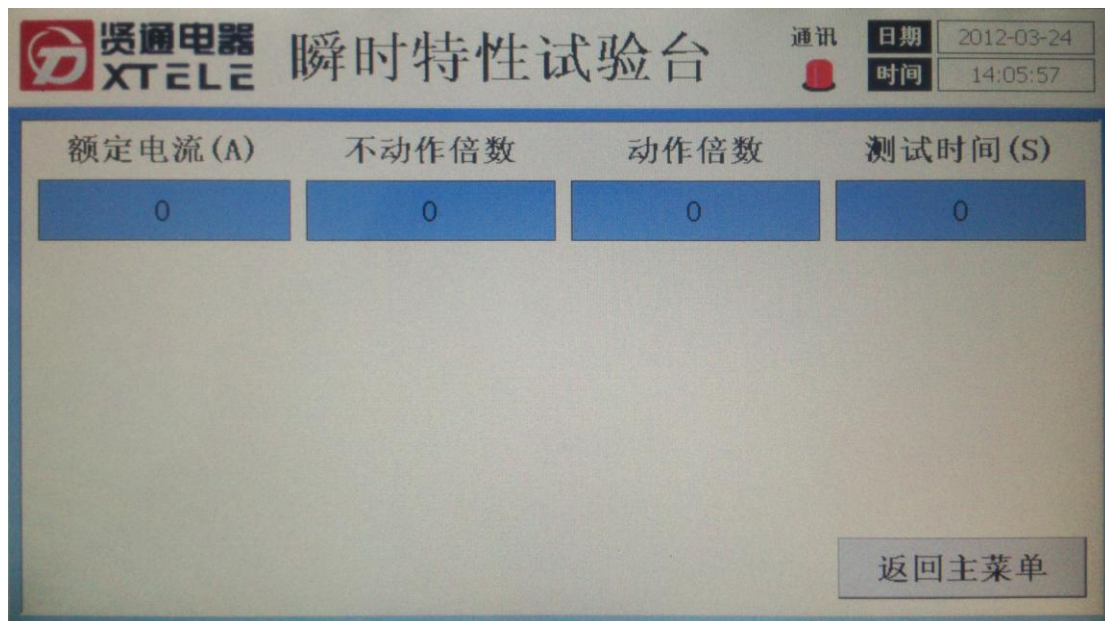 贤通电器
XTELE
瞬时特性试验台
通讯
日期 2012-03-24
时间 14:05:57
额定电流(A) 不动作倍数 动作倍数 测试时间(S)
0 0 0 0
返回主菜单